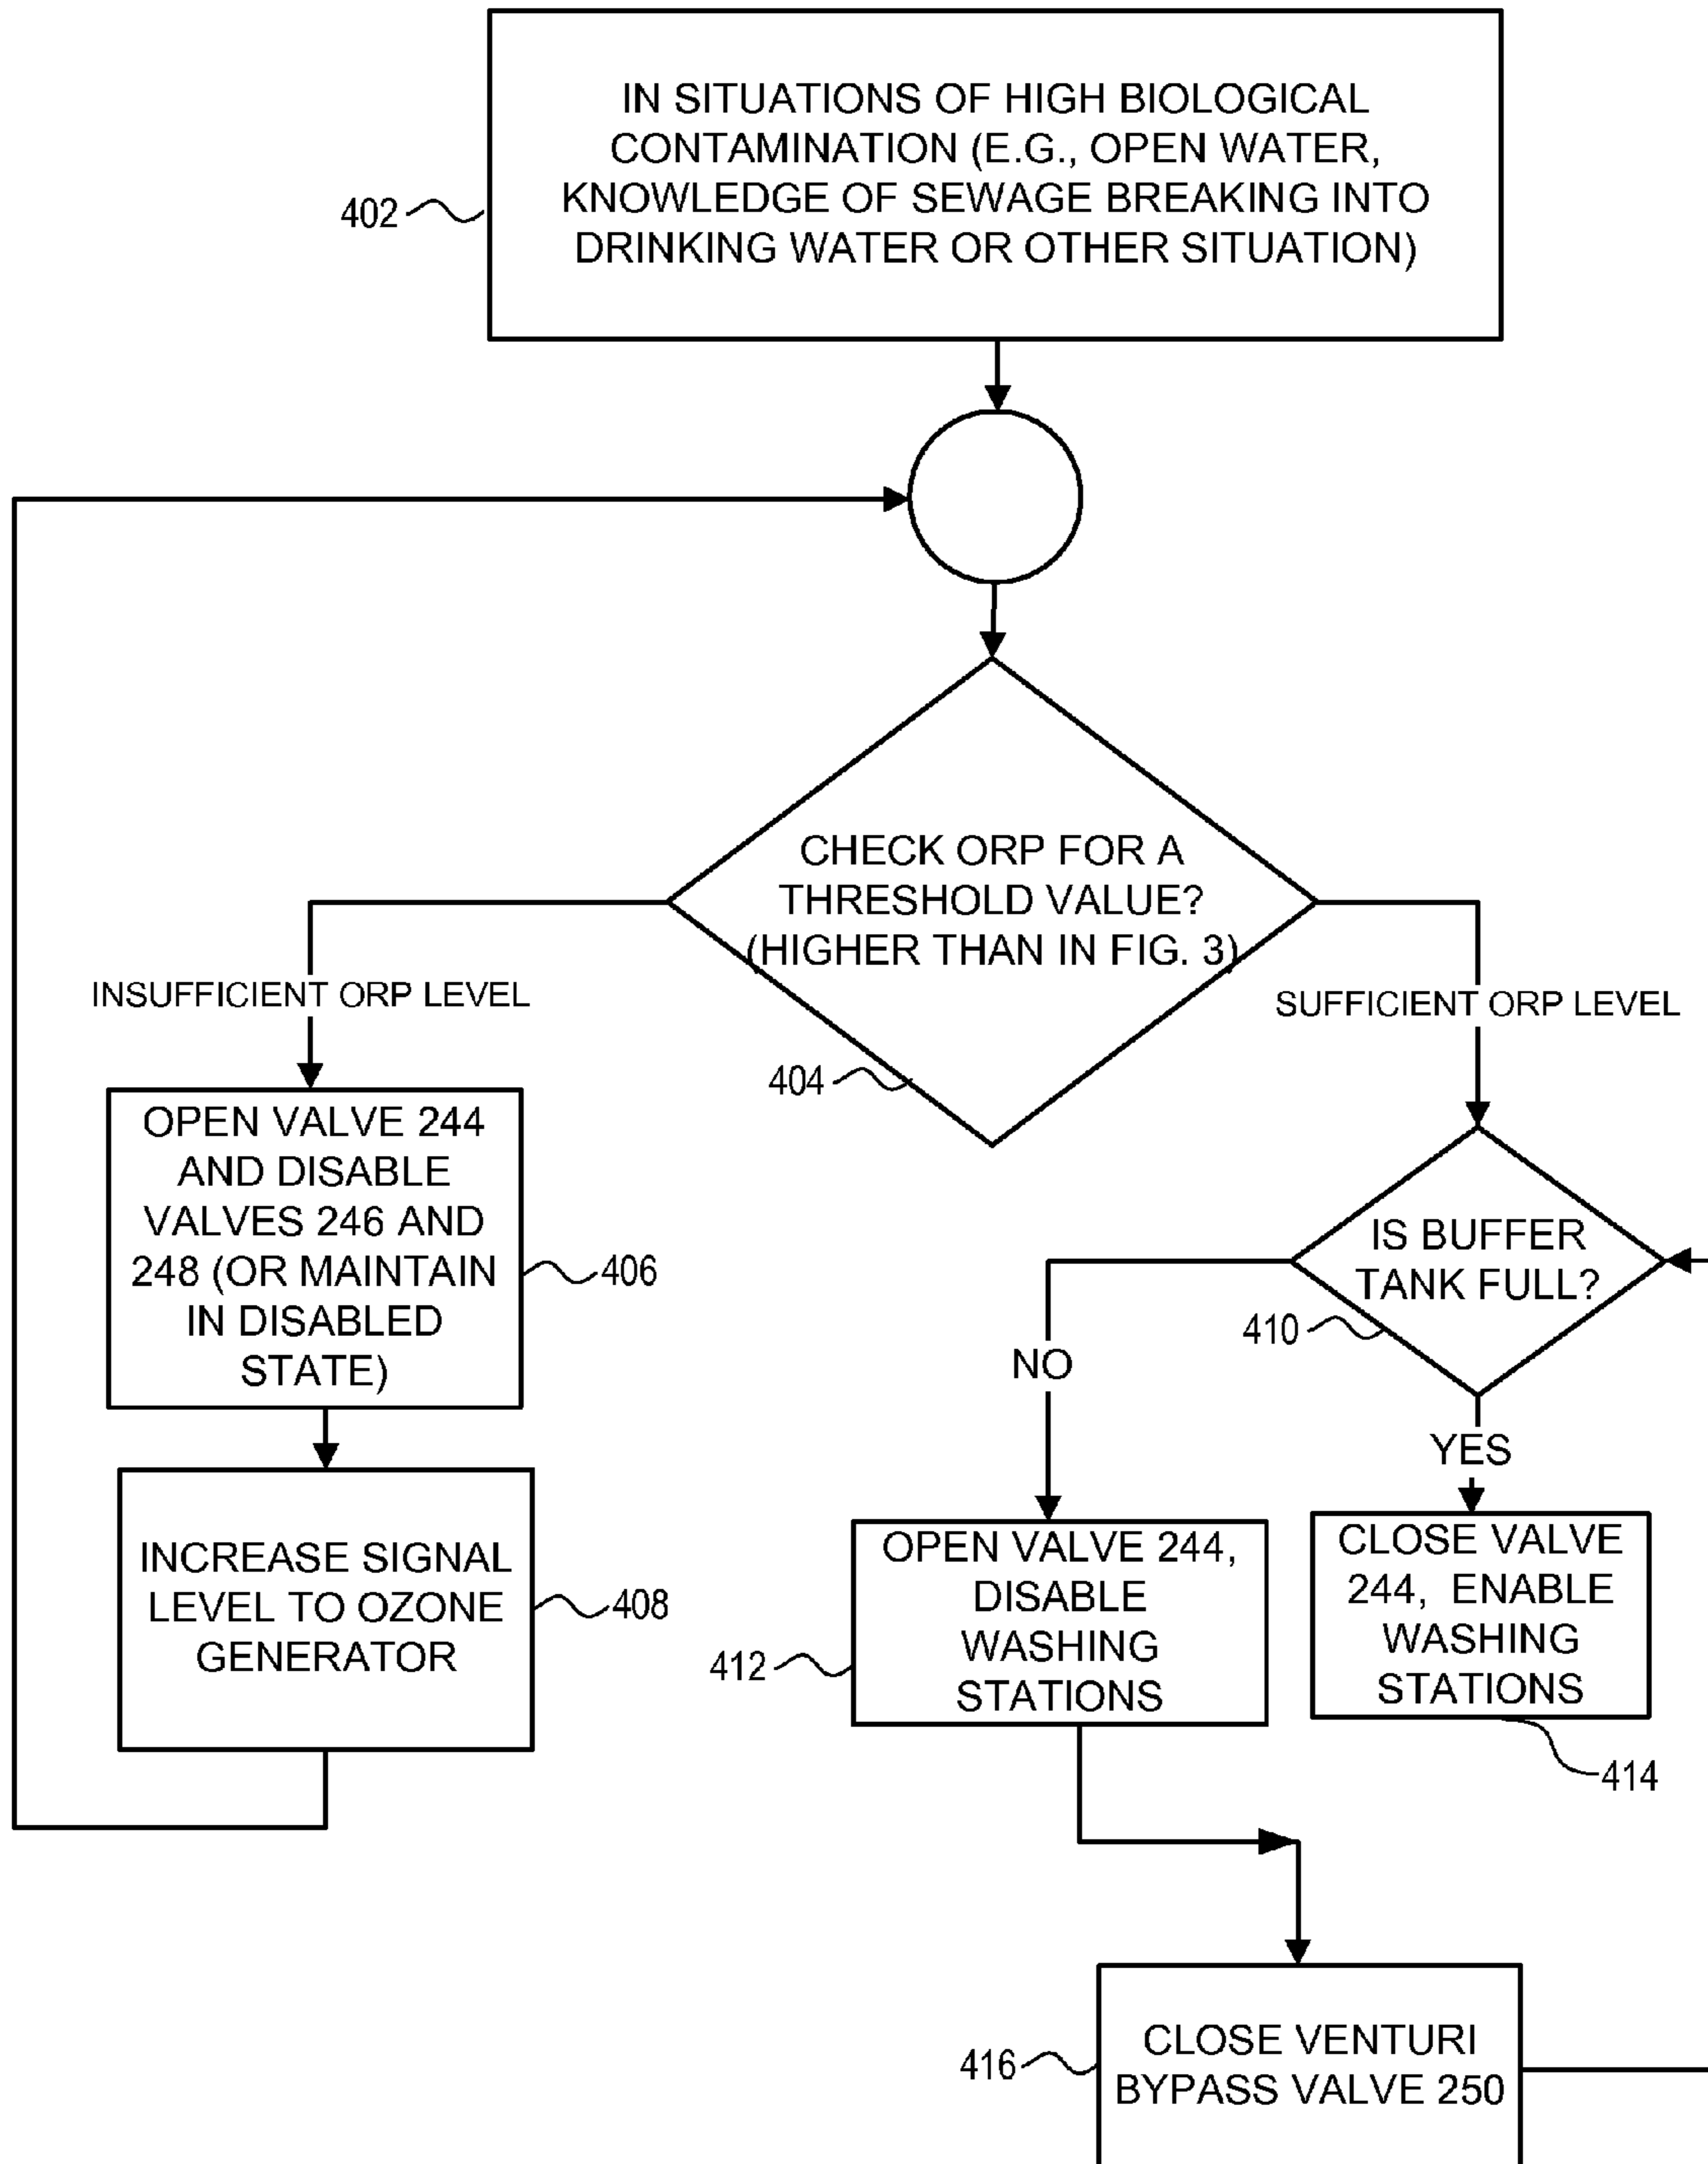 IN SITUATIONS OF HIGH BIOLOGICAL
CONTAMINATION (E.G., OPEN WATER,
KNOWLEDGE OF SEWAGE BREAKING INTO
DRINKING WATER OR OTHER SITUATION)
402
CHECK ORP FOR A
THRESHOLD VALUE?
(HIGHER THAN IN FIG. 3)
404
INSUFFICIENT ORP LEVEL
SUFFICIENT ORP LEVEL
OPEN VALVE 244
AND DISABLE
VALVES 246 AND
248 (OR MAINTAIN
IN DISABLED
STATE)
406
INCREASE SIGNAL
LEVEL TO OZONE
GENERATOR
408
IS BUFFER
TANK FULL?
410
NO
YES
OPEN VALVE 244,
DISABLE
WASHING
STATIONS
412
CLOSE VALVE
244, ENABLE
WASHING
STATIONS
414
CLOSE VENTURI
BYPASS VALVE 250
416